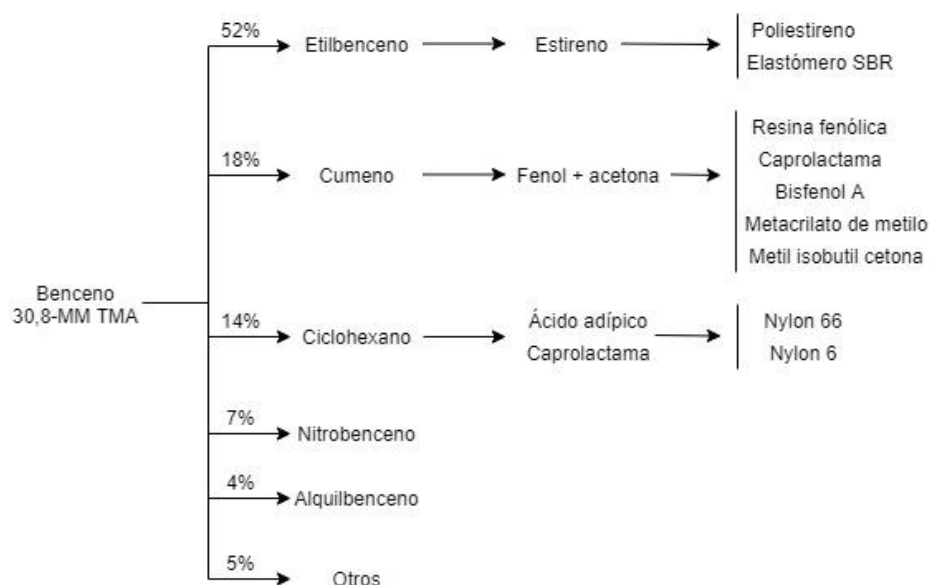 52%
Etilbenceno
Estireno
Poliestireno
Elastómero SBR
18%
Cumeno
Fenol + acetona
Resina fenólica
Caprolactama
Bisfenol A
Metacrilato de metilo
Metil isobutil cetona
Benceno
30,8-MM TMA
14%
Ciclohexano
Ácido adípico
Caprolactama
Nylon 66
Nylon 6
7%
Nitrobenceno
4%
Alquilbenceno
5%
Otros